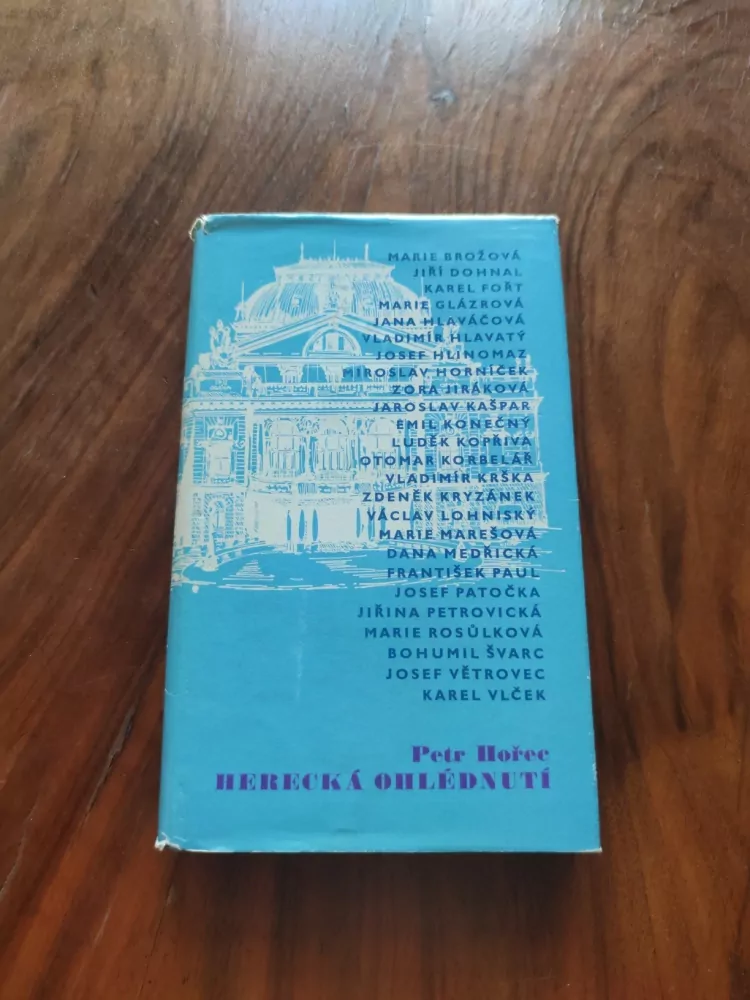 MARIE BROŽOVÁ
JIŘÍ DOHNAL
KAREL FOŘT
MARIE GLÁZROVÁ
JANA HLAVÁČOVÁ
VLADIMÍR HLAVATÝ
JOSEF HLINOMAZ
MIROSLAV HORNÍČEK
ZORA JIRÁKOVÁ
JAROSLAV KAŠPAR
EMIL KONEČNÝ
LUDĚK KOPŘIVA
OTOMAR KORBELÁŘ
VLADIMÍR KRŠKA
ZDENĚK KRYZÁNEK
VÁCLAV LOHNISKÝ
MARIE MAREŠOVÁ
DANA MEDŘICKÁ
FRANTIŠEK PAUL
JOSEF PATOČKA
JIŘINA PETROVICKÁ
MARIE ROSŮLKOVÁ
BOHUMIL ŠVARC
JOSEF VĚTROVEC
KAREL VLČEK
Petr Hořec
HERECKÁ OHLÉDNUTÍ